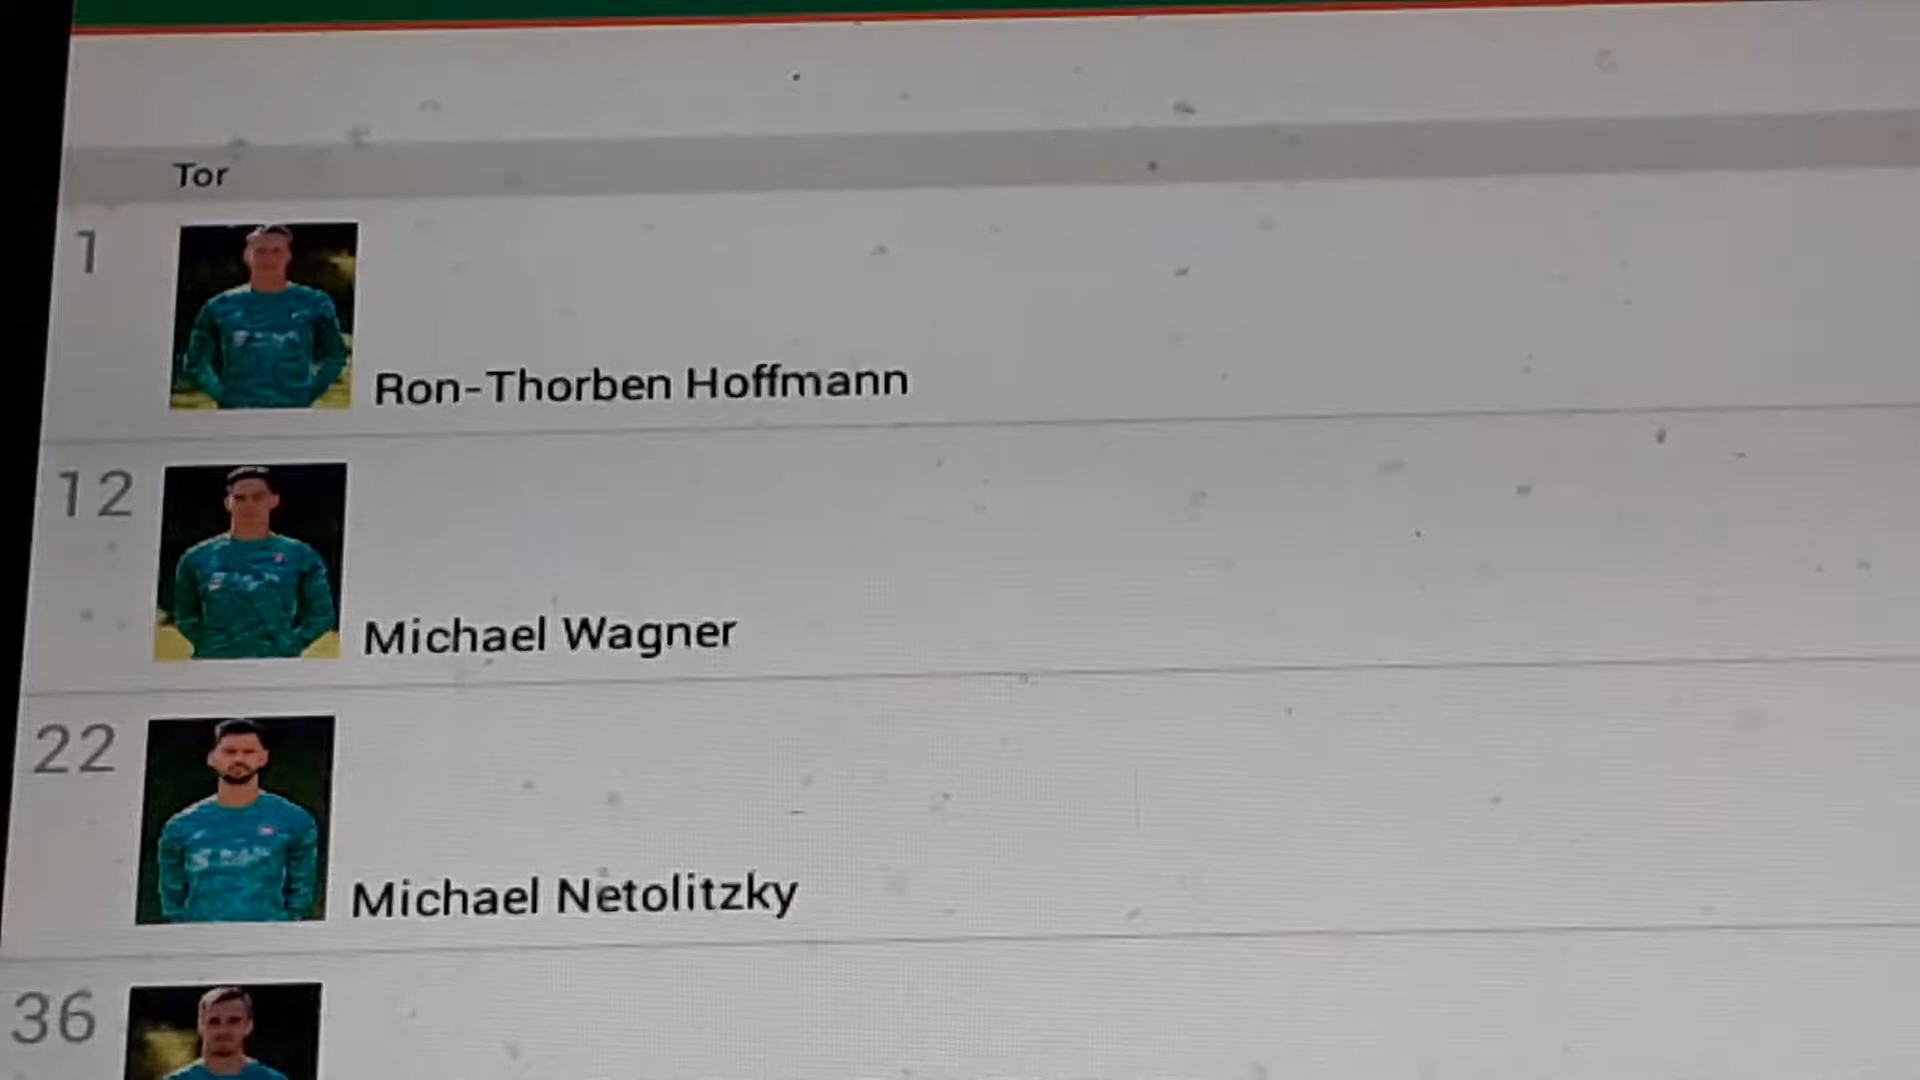 Tor
1
Ron-Thorben Hoffmann
12
Michael Wagner
22
Michael Netolitzky
36